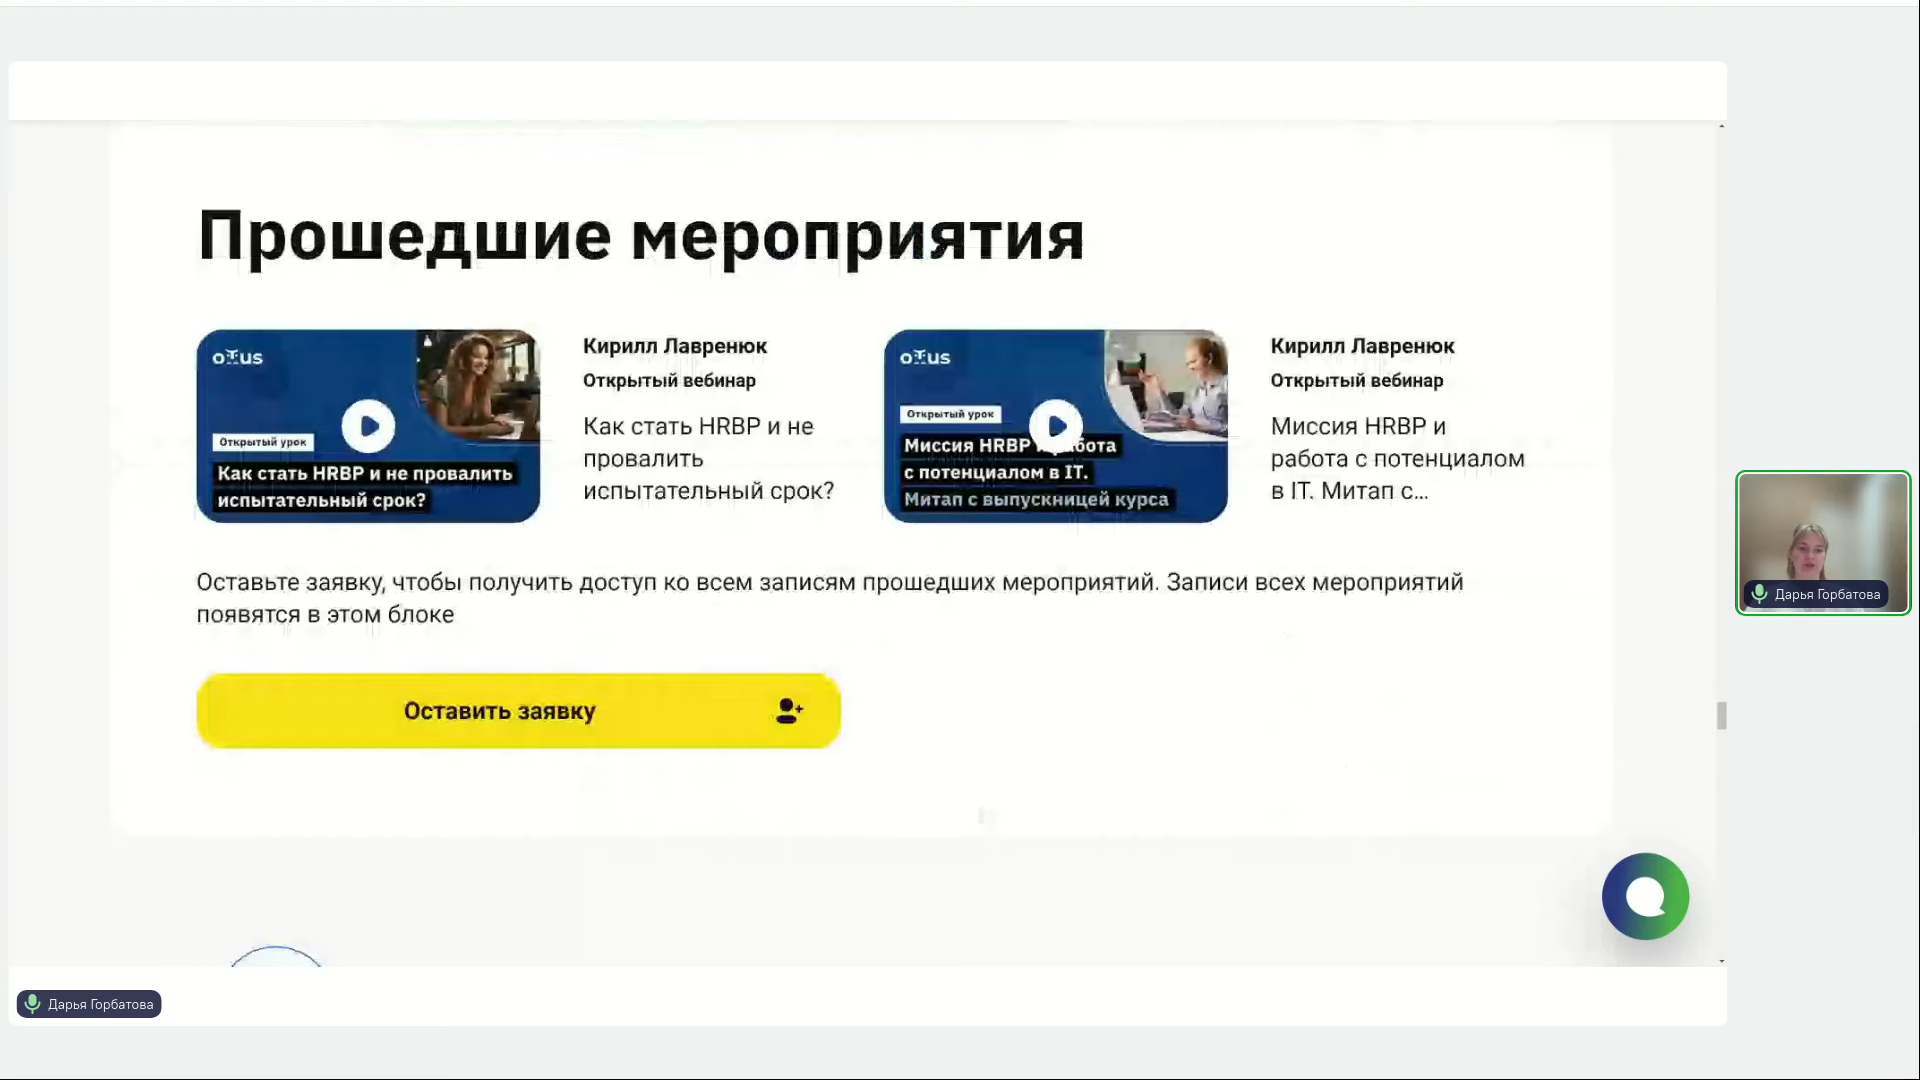 Прошедшие мероприятия
OTUS
Открытый урок
Как стать HRBP и не провалить
испытательный срок?
Кирилл Лавренюк
Открытый вебинар
Как стать HRBP и не
провалить
испытательный срок?
OTUS
Открытый урок
Миссия HRBP
с потенциалом в IT.
Митап с выпускницей курса
Кирилл Лавренюк
Открытый вебинар
Миссия HRBP и
работа с потенциалом
в IT. Митап с...
Оставьте заявку, чтобы получить доступ ко всем записям прошедших мероприятий. Записи всех мероприятий
появятся в этом блоке
Оставить заявку
Дарья Горбатова
Дарья Горбатова